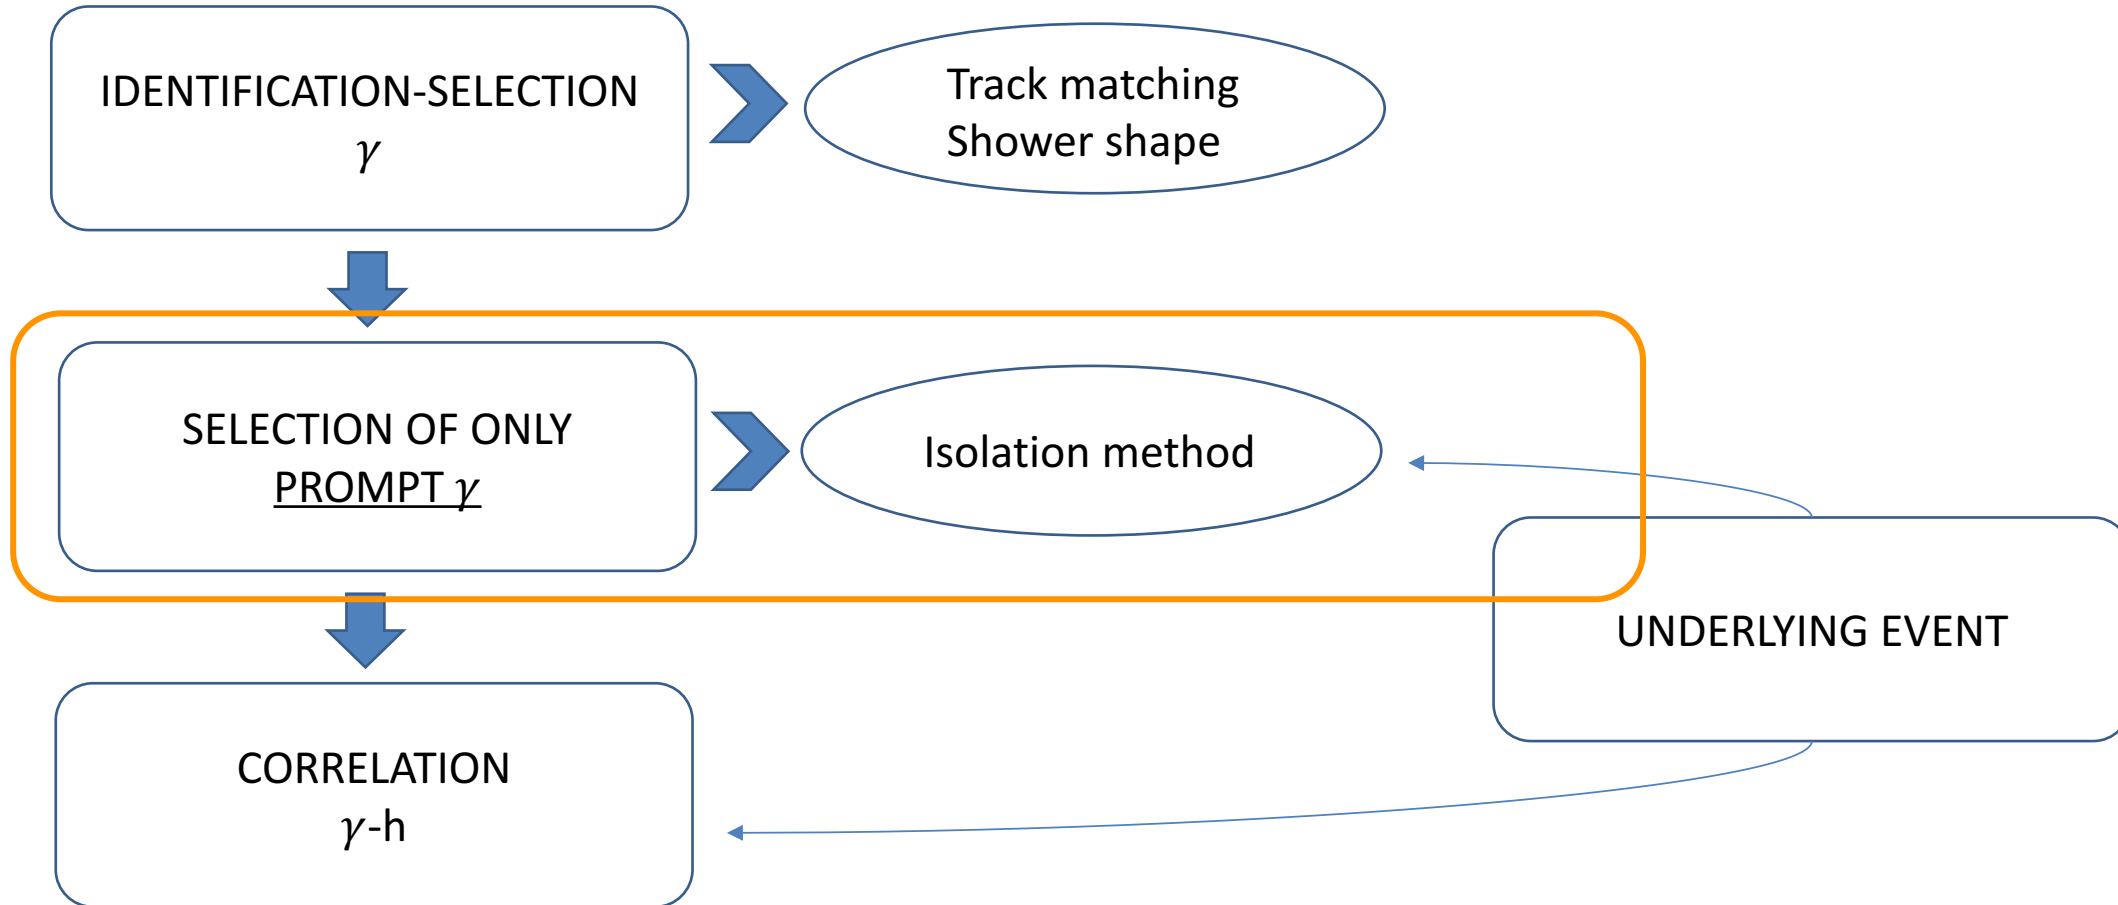 IDENTIFICATION-SELECTION
γ
Track matching
Shower shape
SELECTION OF ONLY
PROMPT γ
Isolation method
UNDERLYING EVENT
CORRELATION
γ-h